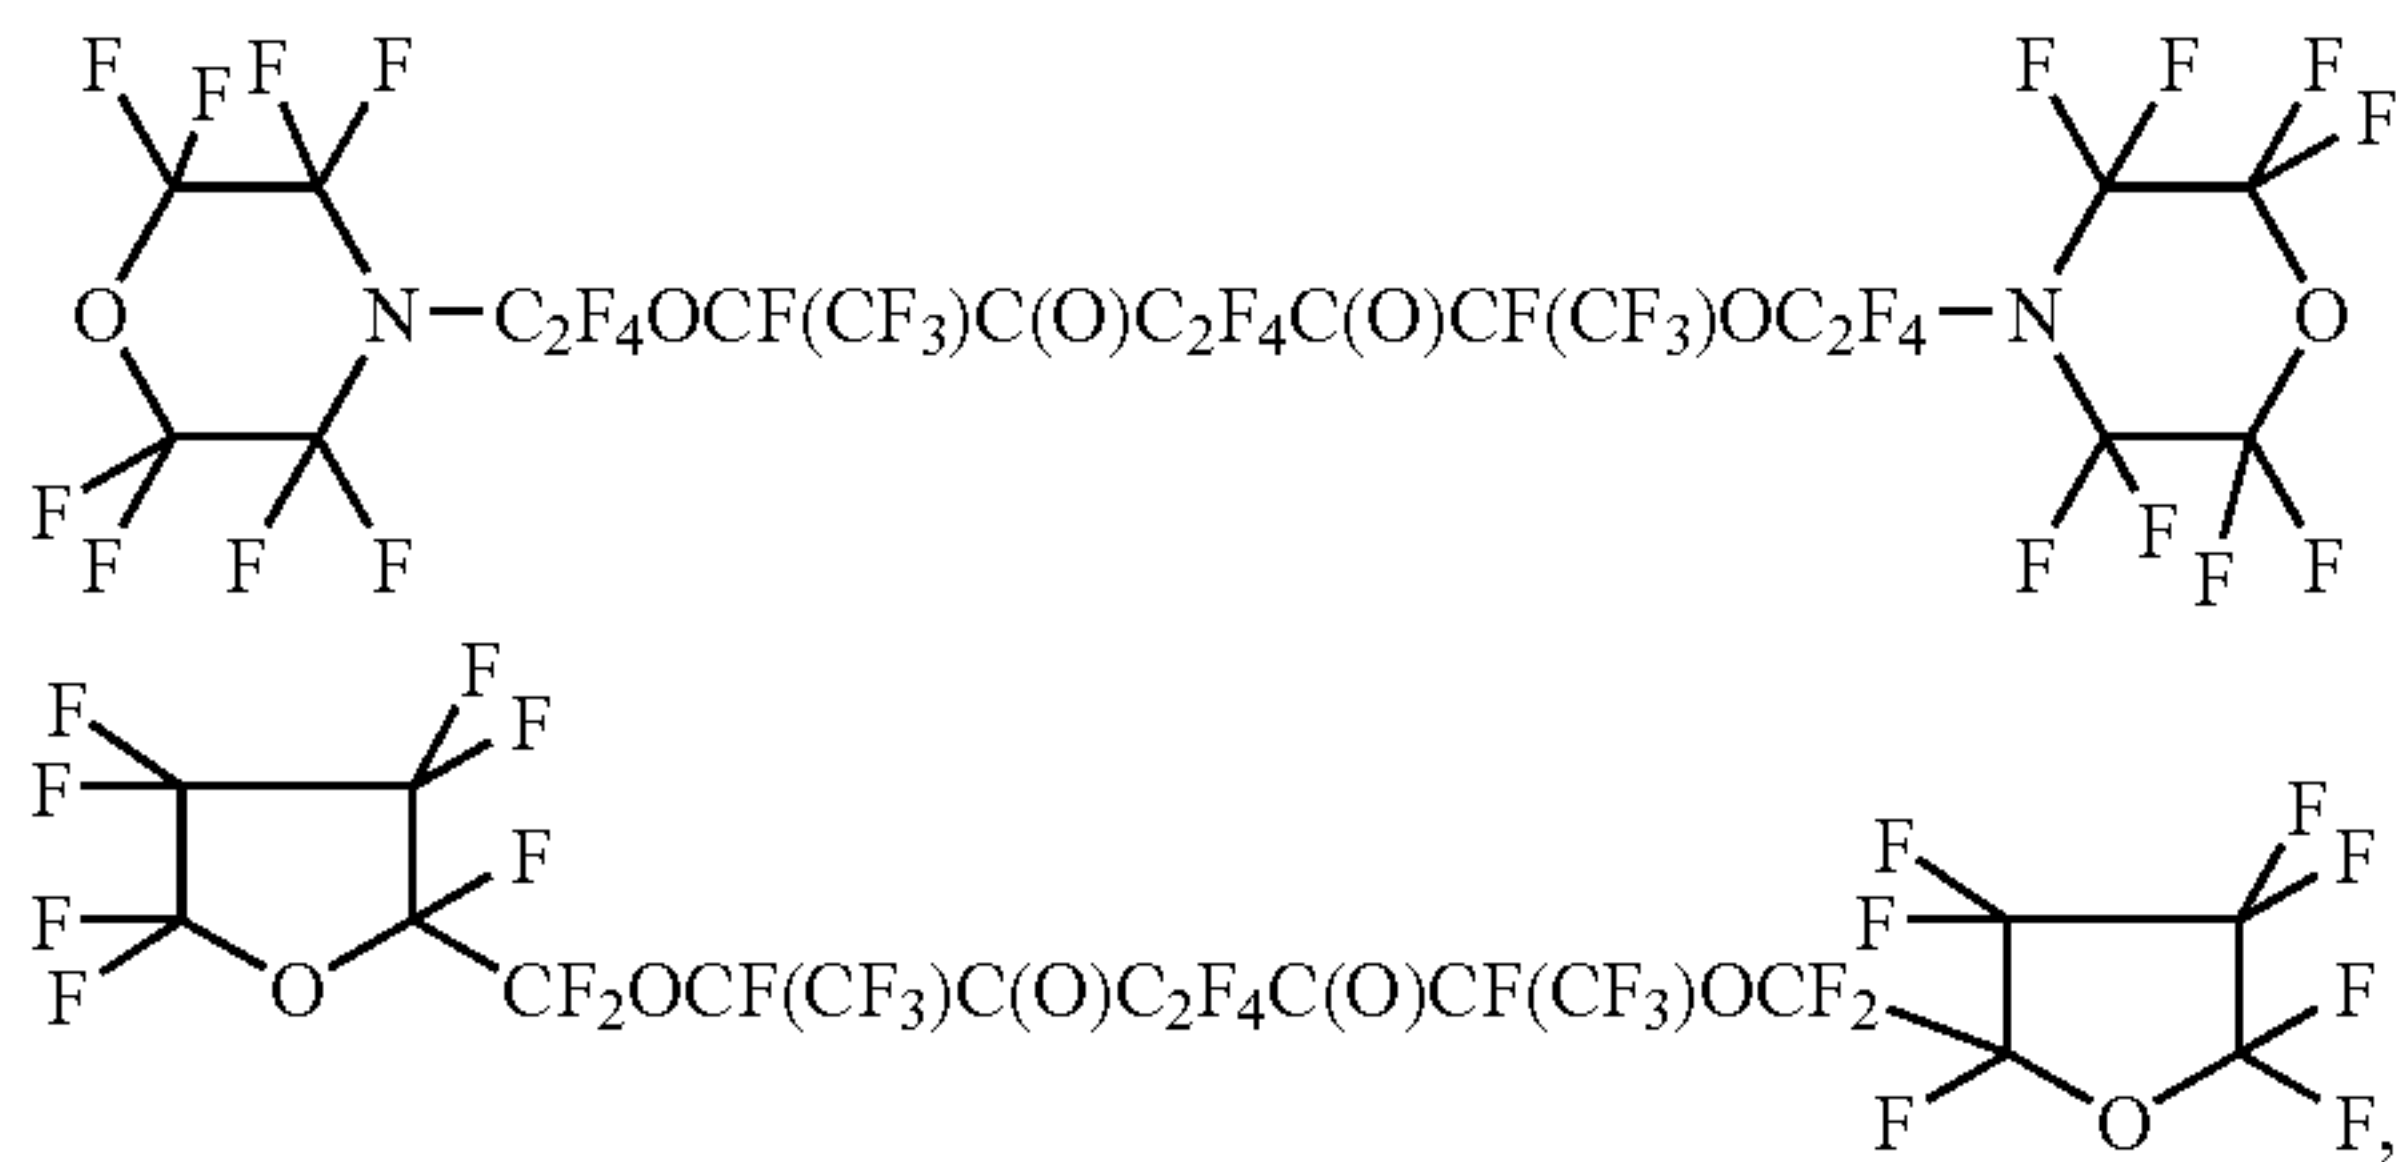 F F F F F F F F
O N—C₂F₄OCF(CF₃)C(O)C₂F₄C(O)CF(CF₃)OC₂F₄—N O
F F F F F F F F
F F F F
F F F F F
F F F F
F O CF₂OCF(CF₃)C(O)C₂F₄C(O)CF(CF₃)OCF₂ F
F O F,